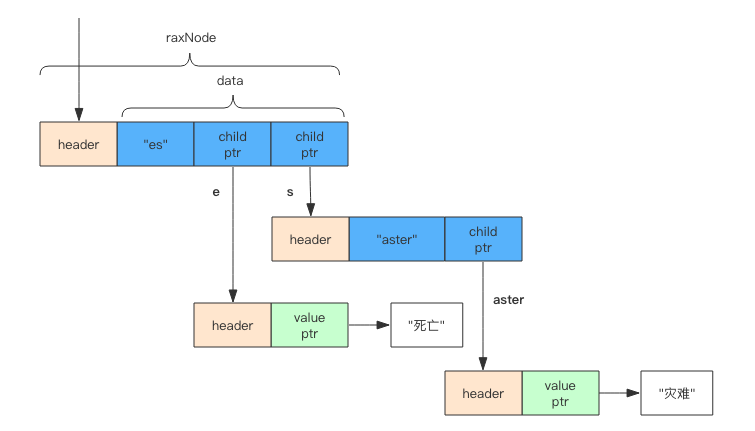 raxNode
data
header
"es"
child
ptr
child
ptr
e
s
header
"aster"
child
ptr
aster
header
value
ptr
"死亡"
header
value
ptr
"灾难"